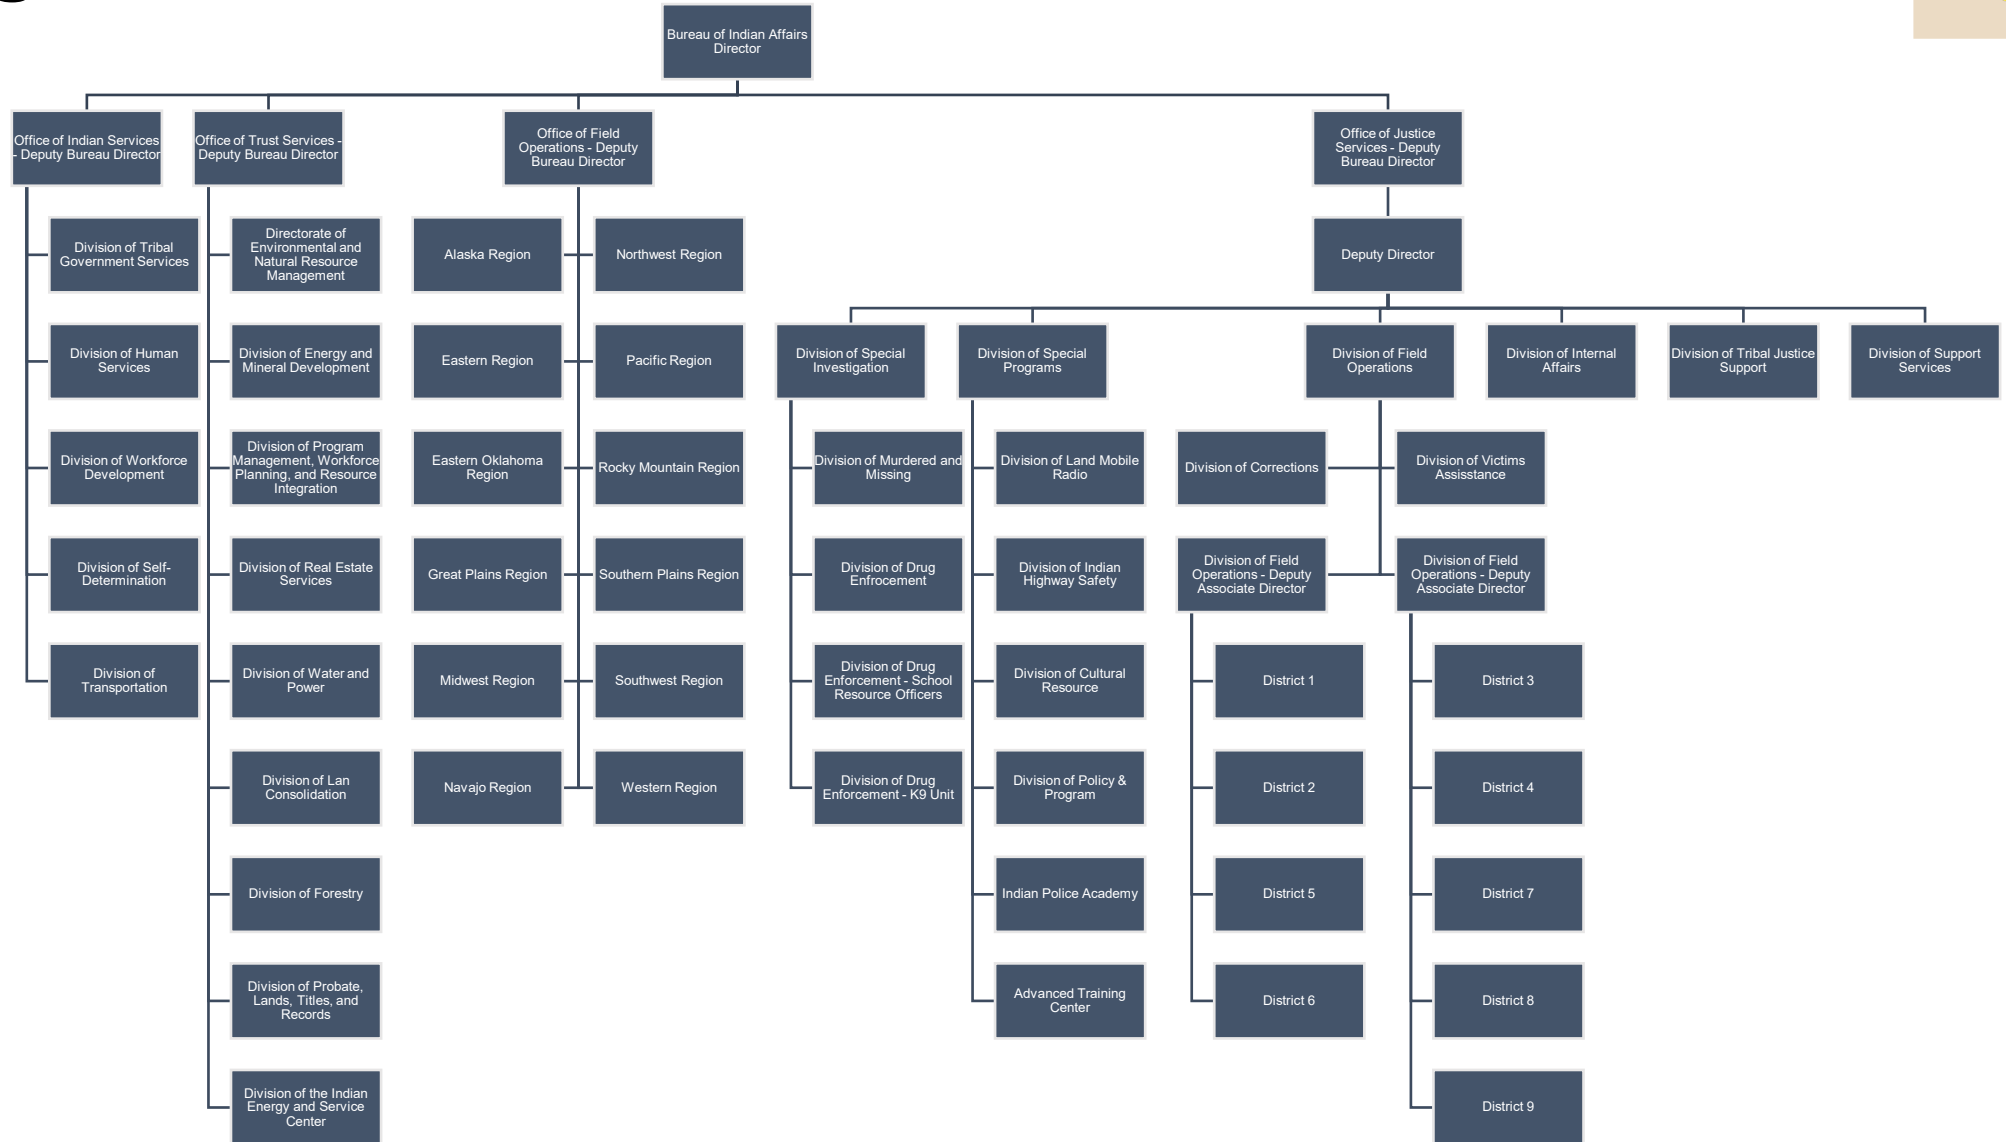 Bureau of Indian Affairs
Director
Office of Indian Services
- Deputy Bureau Director
Office of Trust Services -
Deputy Bureau Director
Office of Field
Operations - Deputy
Bureau Director
Office of Justice
Services - Deputy
Bureau Director
Division of Tribal
Government Services
Division of Human
Services
Division of Workforce
Development
Division of Self-
Determination
Division of
Transportation
Directorate of
Environmental and
Natural Resource
Management
Division of Energy and
Mineral Development
Division of Program
Management, Workforce
Planning, and Resource
Integration
Division of Real Estate
Services
Division of Water and
Power
Division of Lan
Consolidation
Division of Forestry
Division of Probate,
Lands, Titles, and
Records
Division of the Indian
Energy and Service
Center
Alaska Region
Northwest Region
Eastern Region
Pacific Region
Eastern Oklahoma
Region
Rocky Mountain Region
Great Plains Region
Southern Plains Region
Midwest Region
Southwest Region
Navajo Region
Western Region
Deputy Director
Division of Special
Investigation
Division of Special
Programs
Division of Field
Operations
Division of Internal
Affairs
Division of Tribal Justice
Support
Division of Support
Services
Division of Murdered and
Missing
Division of Drug
Enfrocement
Division of Drug
Enforcement - School
Resource Officers
Division of Drug
Enforcement - K9 Unit
Division of Land Mobile
Radio
Division of Indian
Highway Safety
Division of Cultural
Resource
Division of Policy &
Program
Indian Police Academy
Advanced Training
Center
Division of Corrections
Division of Victims
Assisstance
Division of Field
Operations - Deputy
Associate Director
Division of Field
Operations - Deputy
Associate Director
District 1
District 2
District 5
District 6
District 3
District 4
District 7
District 8
District 9